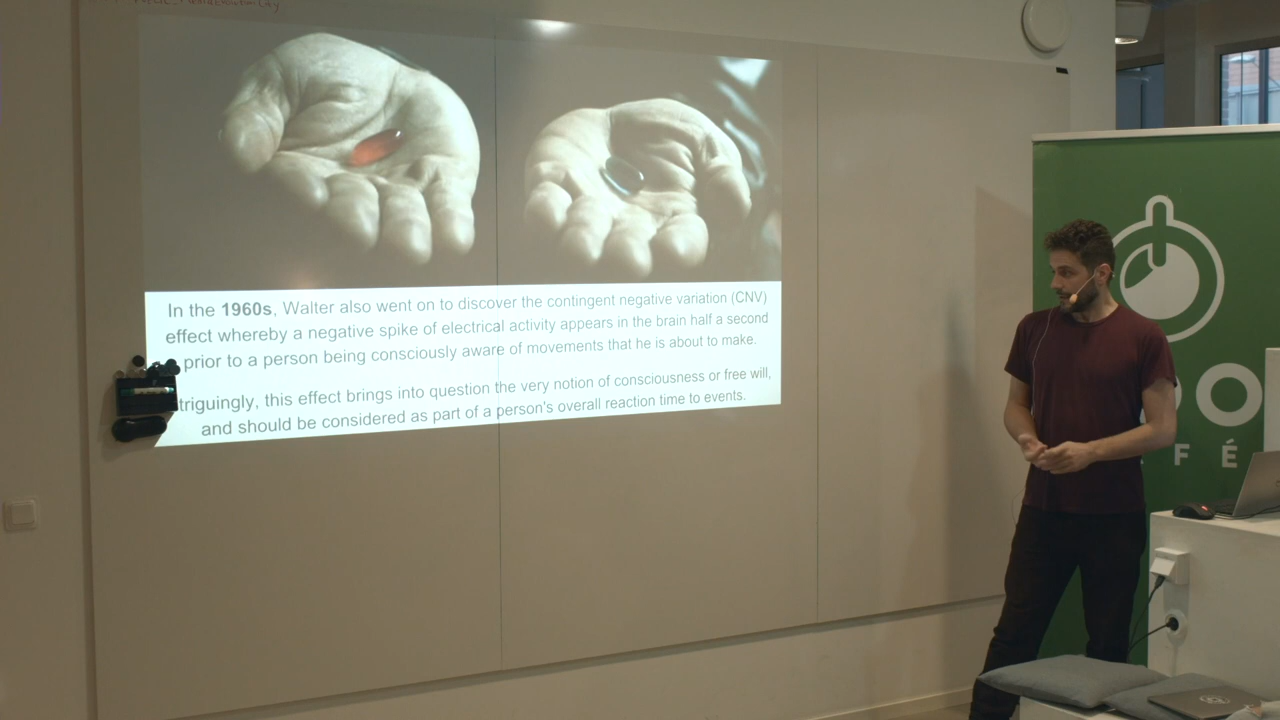 In the 1960s, Walter also went on to discover the contingent negative variation (CNV)
effect whereby a negative spike of electrical activity appears in the brain half a second
prior to a person being consciously aware of movements that he is about to make.
triguingly, this effect brings into question the very notion of consciousness or free will,
and should be considered as part of a person's overall reaction time to events.
OO
FÉ